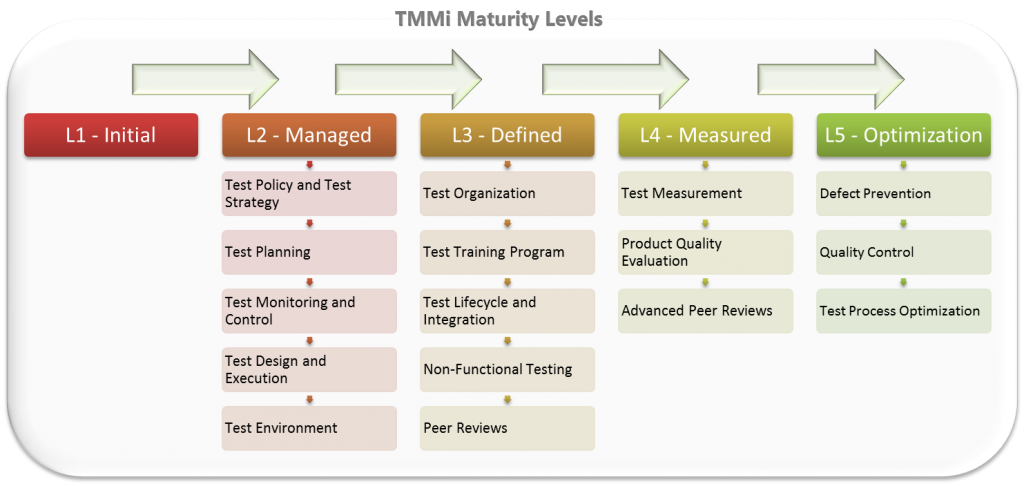 TMMi Maturity Levels
L1 - Initial
L2 - Managed
L3 - Defined
L4 - Measured
L5 - Optimization
Test Policy and Test
Strategy
Test Planning
Test Monitoring and
Control
Test Design and
Execution
Test Environment
Test Organization
Test Training Program
Test Lifecycle and
Integration
Non-Functional Testing
Peer Reviews
Test Measurement
Product Quality
Evaluation
Advanced Peer Reviews
Defect Prevention
Quality Control
Test Process Optimization